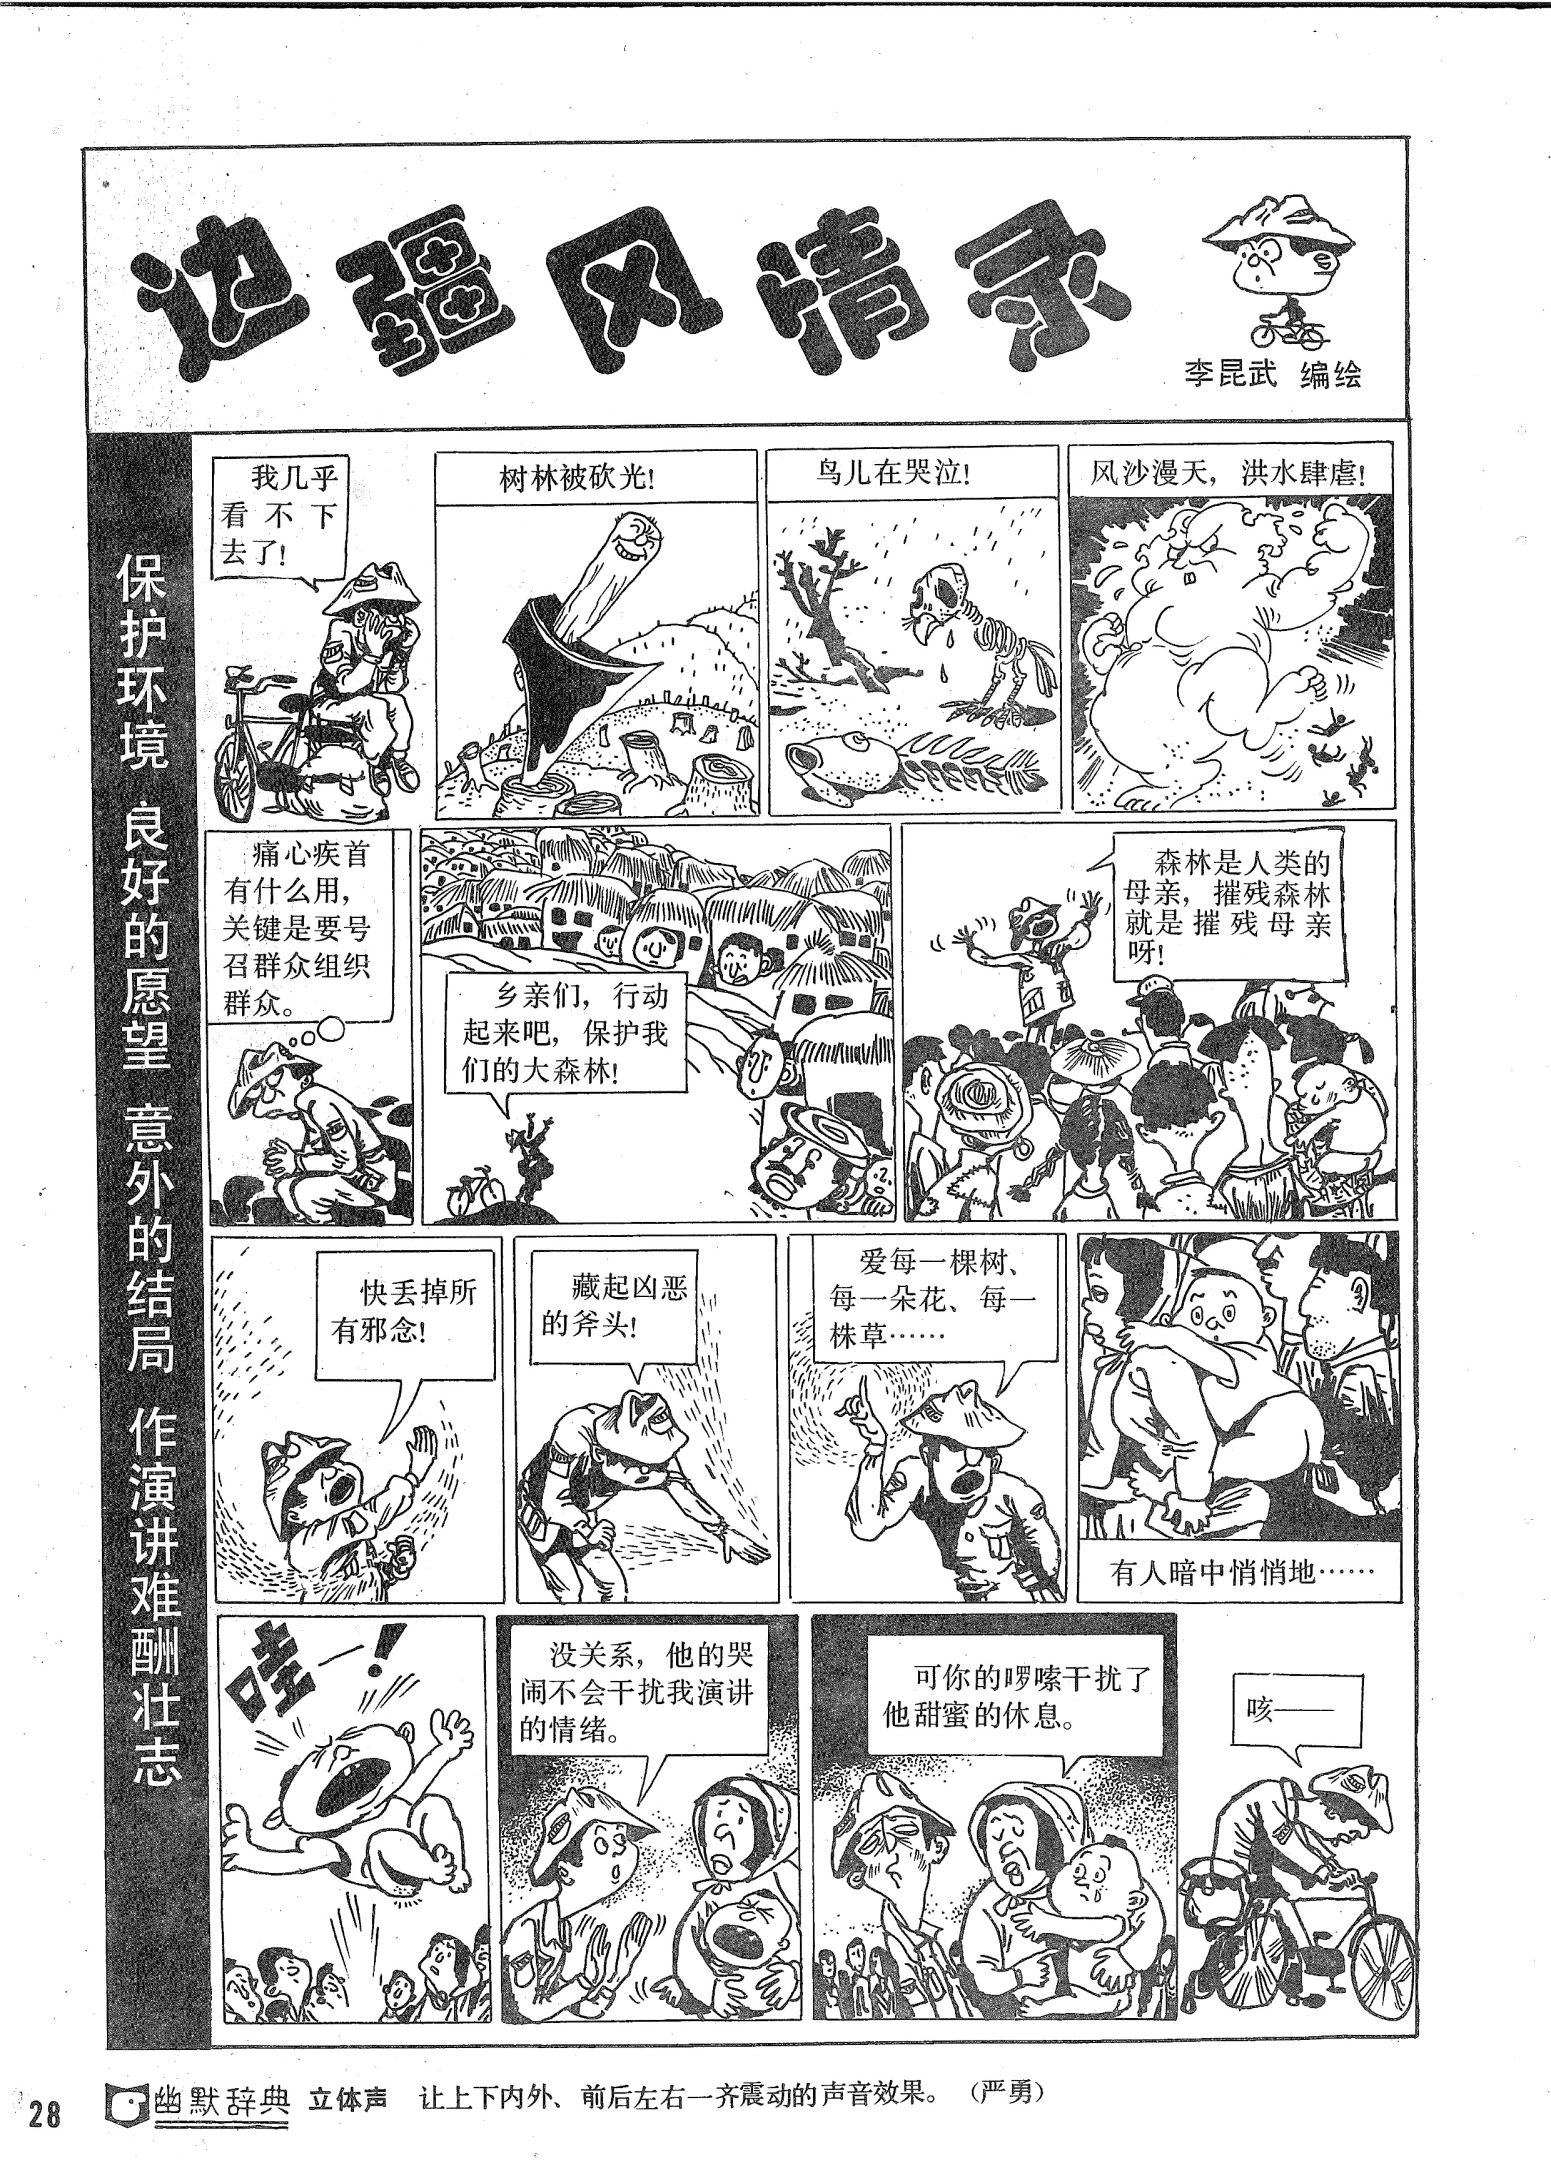 边疆风情录
李昆武 编绘
保护环境 良好的愿望 意外的结局 作演讲难酬壮志
我几乎
看不下
去了!
树林被砍光!
鸟儿在哭泣!
风沙漫天，洪水肆虐!
痛心疾首
有什么用，
关键是要号
召群众组织
群众。
乡亲们，行动
起来吧，保护我
们的大森林!
森林是人类的
母亲，摧残森林
就是摧残母亲
呀!
快丢掉所
有邪念!
藏起凶恶
的斧头!
爱每一棵树、
每一朵花、每一
株草……
有人暗中悄悄地……
哇—!
没关系，他的哭
闹不会干扰我演讲
的情绪。
可你的啰嗦干扰了
他甜蜜的休息。
咳——
28
幽默辞典 立体声 让上下内外、前后左右一齐震动的声音效果。（严勇）